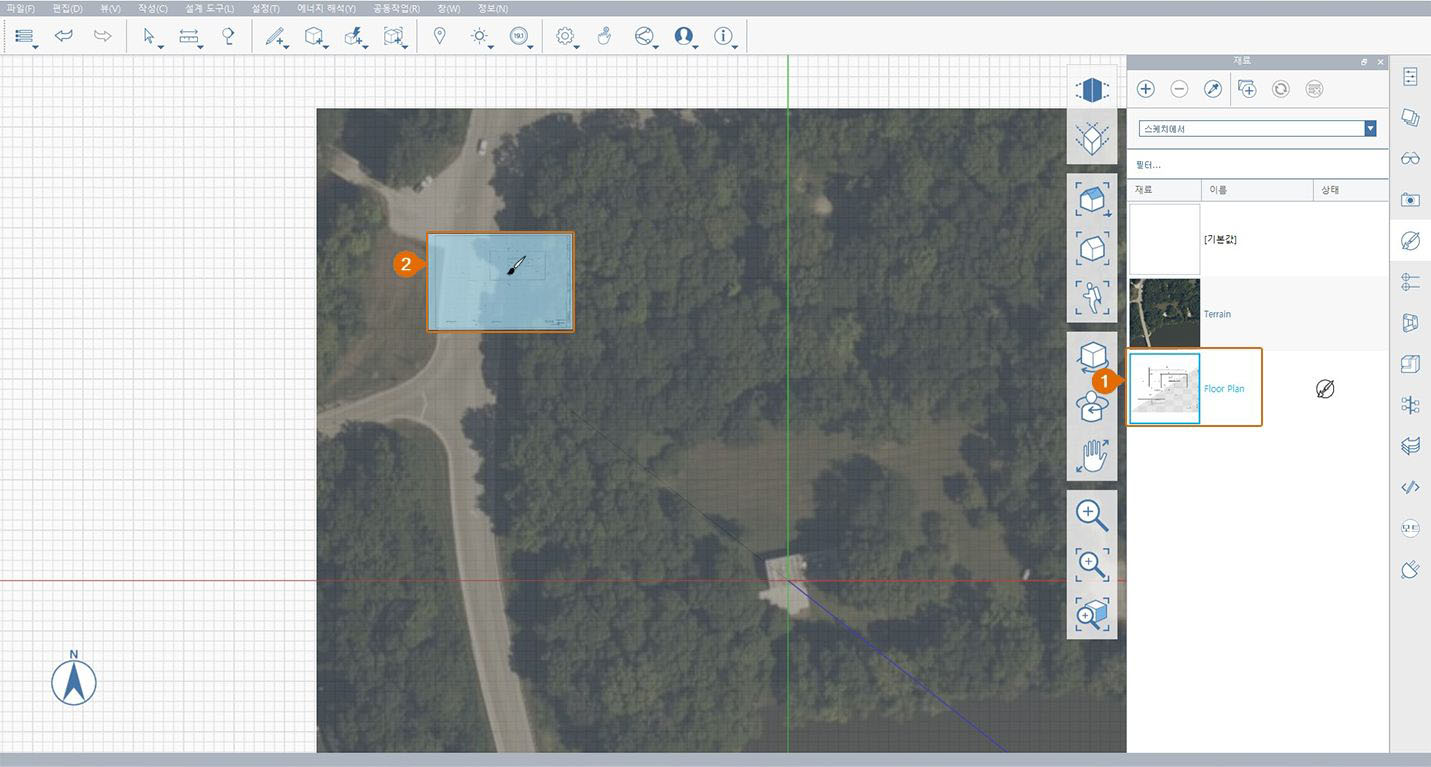 파일(F) 편집(D) 뷰(V) 작성(C) 설계 도구(L) 설정(T) 에너지 해석(Y) 공동작업(R) 창(W) 정보(N)
19.1
재료
스케치에서
필터...
재료 이름 상태
[기본값]
Terrain
Floor Plan
1
2
N